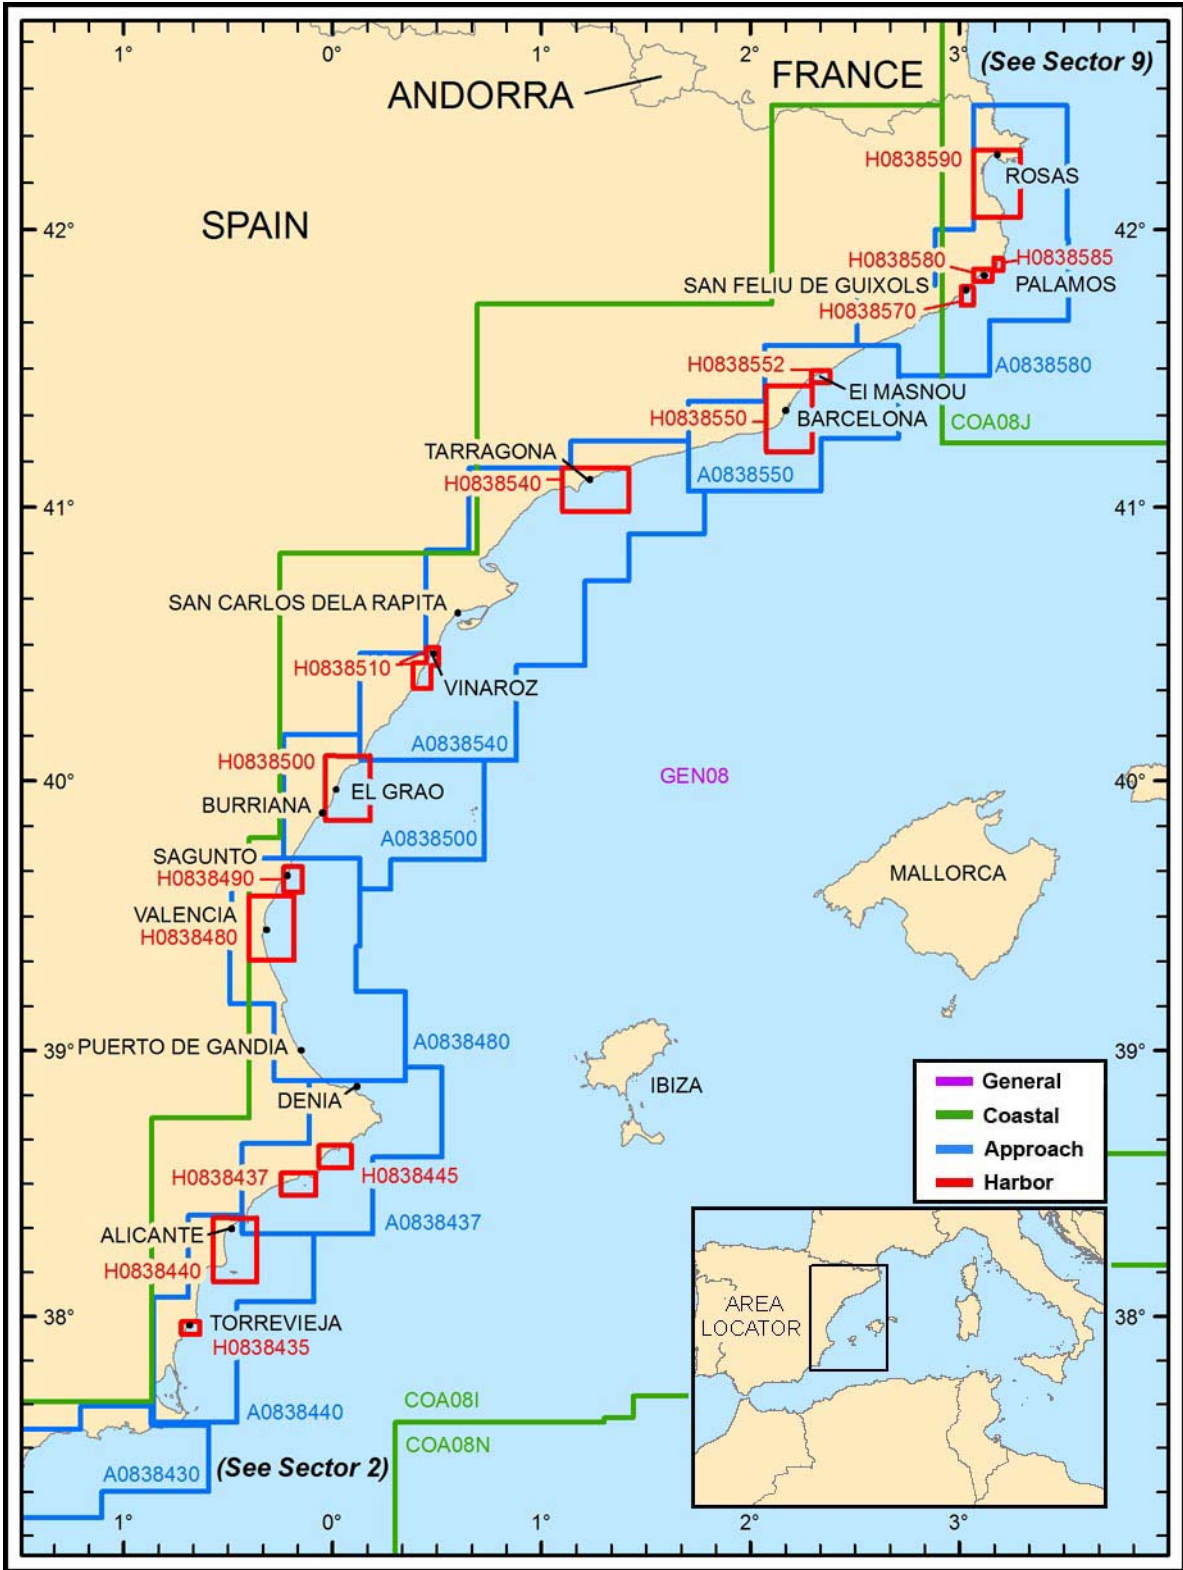 1°
0°
1°
2°
3°
(See Sector 9)
FRANCE
ANDORRA
H0838590
ROSAS
SPAIN
42°
42°
H0838580
H0838585
SAN FELIU DE GUIXOLS
PALAMOS
H0838570
H0838552
A0838580
El MASNOU
H0838550
BARCELONA
COA08J
TARRAGONA
A0838550
H0838540
41°
41°
SAN CARLOS DELA RAPITA
H0838510
VINAROZ
A0838540
H0838500
GEN08
40°
40°
EL GRAO
BURRIANA
A0838500
SAGUNTO
H0838490
MALLORCA
VALENCIA
H0838480
A0838480
39°
PUERTO DE GANDIA
39°
IBIZA
DENIA
General
Coastal
Approach
Harbor
H0838437
H0838445
A0838437
ALICANTE
H0838440
AREA
LOCATOR
38°
TORREVIEJA
38°
H0838435
COA08I
A0838440
COA08N
A0838430
(See Sector 2)
1°
0°
1°
2°
3°